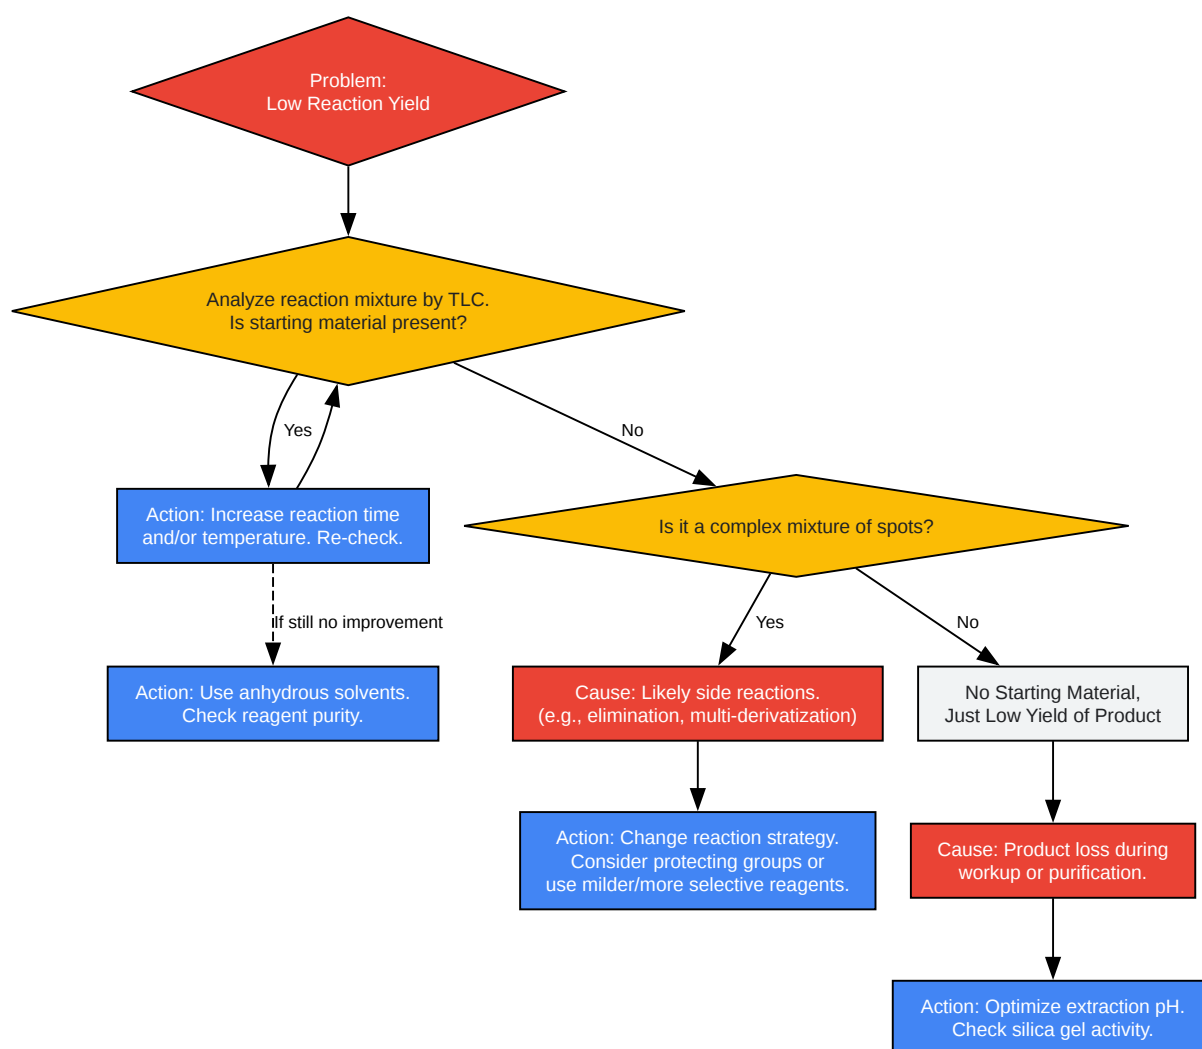 Problem:
Low Reaction Yield
Analyze reaction mixture by TLC.
Is starting material present?
Yes
No
Action: Increase reaction time
and/or temperature. Re-check.
Is it a complex mixture of spots?
If still no improvement
Yes
No
Action: Use anhydrous solvents.
Check reagent purity.
Cause: Likely side reactions.
(e.g., elimination, multi-derivatization)
No Starting Material,
Just Low Yield of Product
Action: Change reaction strategy.
Consider protecting groups or
use milder/more selective reagents.
Cause: Product loss during
workup or purification.
Action: Optimize extraction pH.
Check silica gel activity.